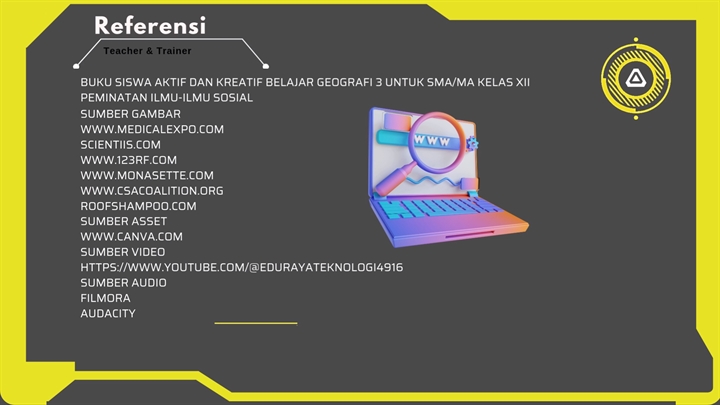 Referensi
Teacher & Trainer
BUKU SISWA AKTIF DAN KREATIF BELAJAR GEOGRAFI 3 UNTUK SMA/MA KELAS XII
PEMINATAN ILMU-ILMU SOSIAL
SUMBER GAMBAR
WWW.MEDICALEXPO.COM
SCIENTIIS.COM
WWW.123RF.COM
WWW.MONASETTE.COM
WWW.CSACOALITION.ORG
ROOFSHAMPOO.COM
SUMBER ASSET
WWW.CANVA.COM
SUMBER VIDEO
HTTPS://WWW.YOUTUBE.COM/@EDURAYATEKNOLOGI4916
SUMBER AUDIO
FILMORA
AUDACITY
WWW